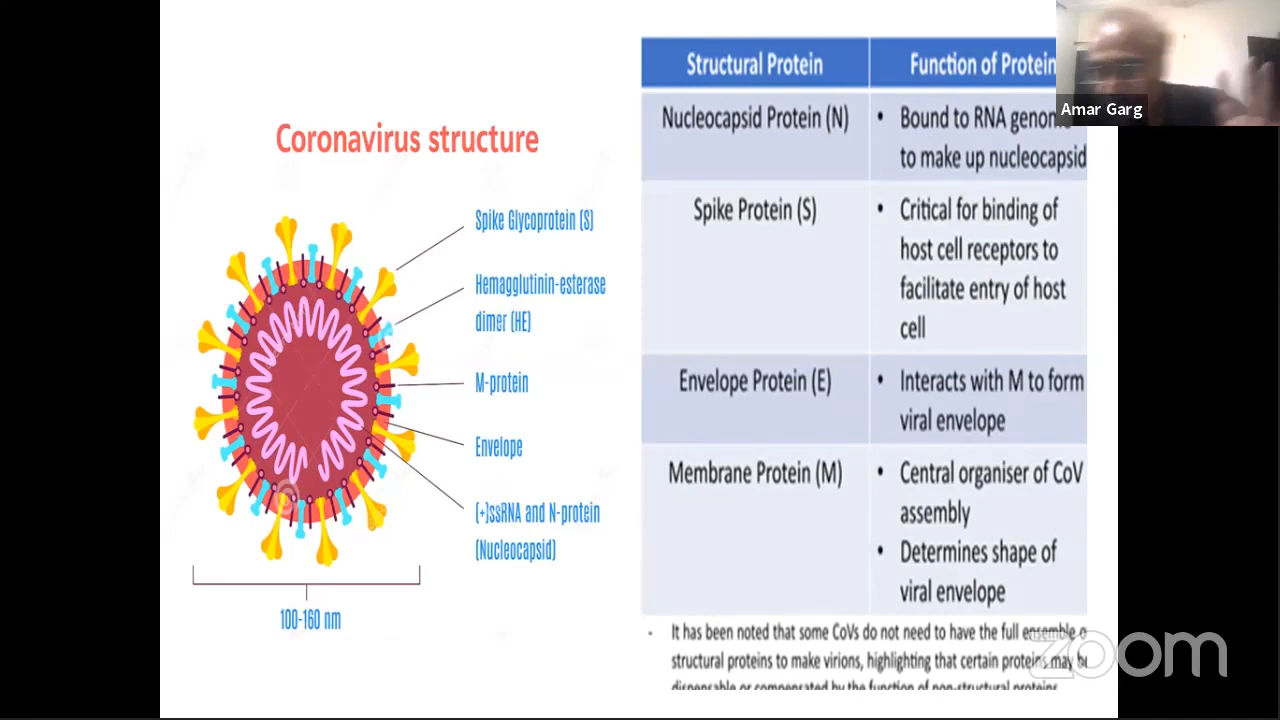 Coronavirus structure
Spike Glycoprotein (S)
Hemagglutinin-esterase
dimer (HE)
M-protein
Envelope
(+)ssRNA and N-protein
(Nucleocapsid)
100-160 nm
Structural Protein
Function of Protein
Nucleocapsid Protein (N)
• Bound to RNA genome
to make up nucleocapsid
Spike Protein (S)
• Critical for binding of
host cell receptors to
facilitate entry of host
cell
Envelope Protein (E)
• Interacts with M to form
viral envelope
Membrane Protein (M)
• Central organiser of CoV
assembly
• Determines shape of
viral envelope
- It has been noted that some CoVs do not need to have the full ensemble
structural proteins to make virions, highlighting that certain proteins may be
dispensable or compensated by the function of non-structural proteins
Amar Garg
zoom